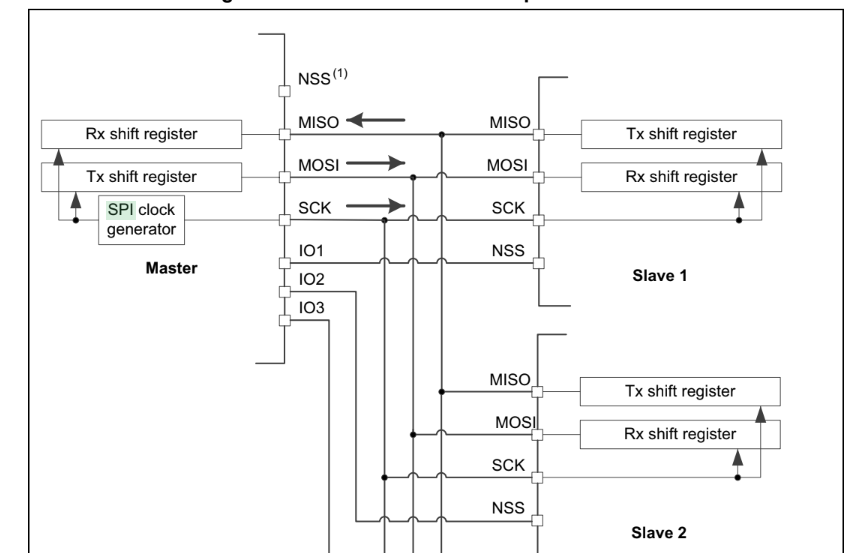 NSS(1)
MISO
MISO
Rx shift register
Tx shift register
MOSI
MOSI
Tx shift register
Rx shift register
SPI clock
generator
SCK
SCK
Master
IO1
NSS
IO2
Slave 1
IO3
MISO
Tx shift register
MOSI
Rx shift register
SCK
NSS
Slave 2